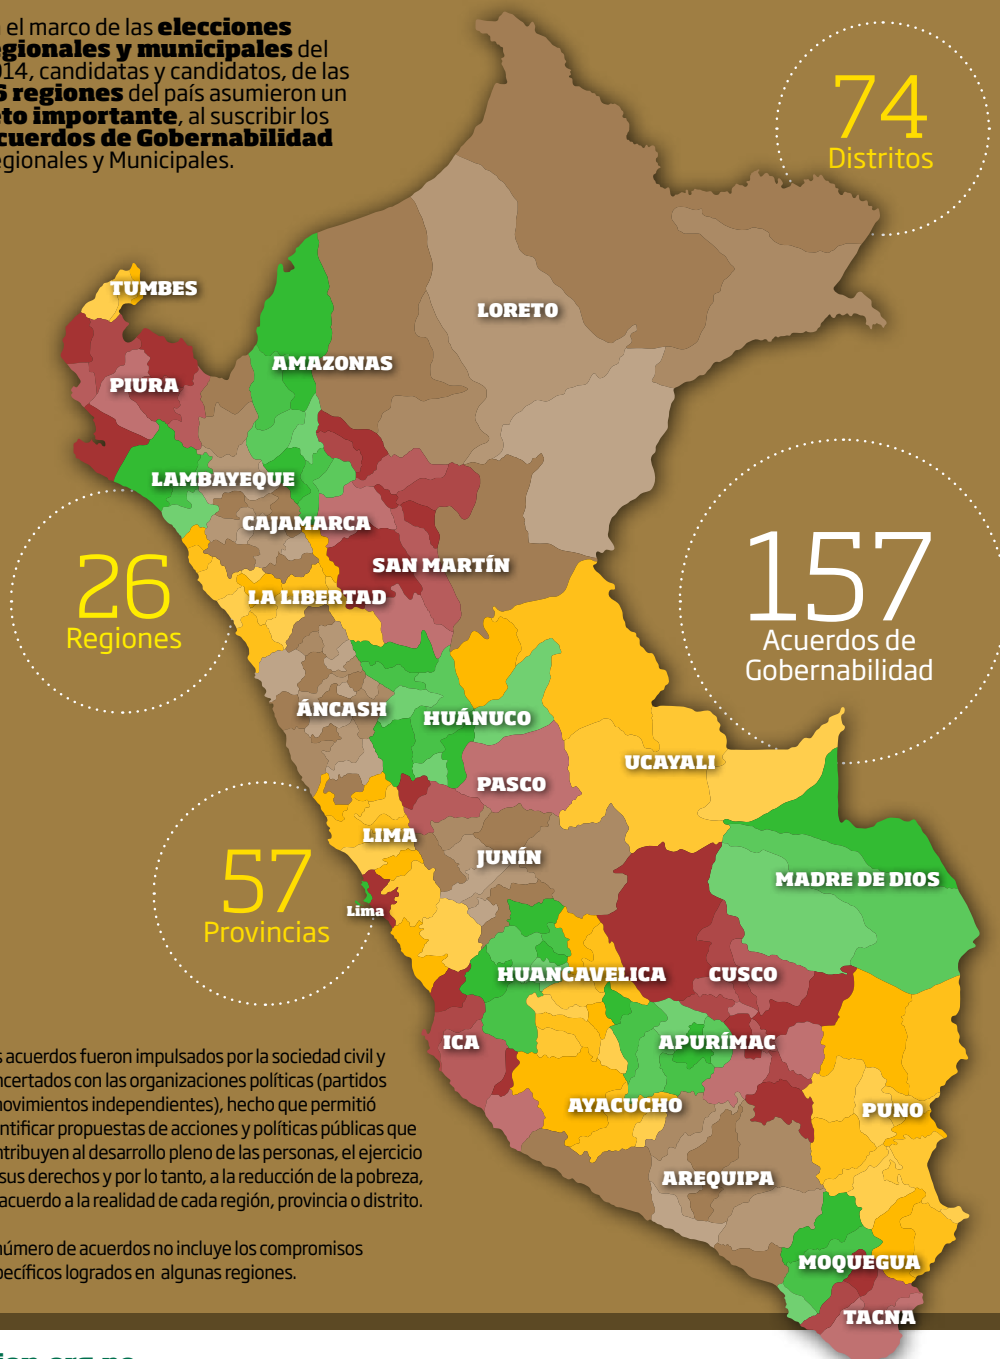 el marco de las elecciones
gionales y municipales del
14, candidatas y candidatos, de las
6 regiones del país asumieron un
to importante, al suscribir los
cuerdos de Gobernabilidad
egionales y Municipales.
74
Distritos
TUMBES
LORETO
AMAZONAS
PIURA
LAMBAYEQUE
CAJAMARCA
SAN MARTÍN
LA LIBERTAD
26
Regiones
157
Acuerdos de
Gobernabilidad
ÁNCASH
HUÁNUCO
UCAYALI
PASCO
LIMA
JUNÍN
MADRE DE DIOS
57
Provincias
Lima
HUANCAVELICA
CUSCO
ICA
APURÍMAC
AYACUCHO
PUNO
AREQUIPA
MOQUEGUA
TACNA
s acuerdos fueron impulsados por la sociedad civil y
ncertados con las organizaciones políticas (partidos
movimientos independientes), hecho que permitió
entificar propuestas de acciones y políticas públicas que
ntribuyen al desarrollo pleno de las personas, el ejercicio
sus derechos y por lo tanto, a la reducción de la pobreza,
acuerdo a la realidad de cada región, provincia o distrito.
número de acuerdos no incluye los compromisos
pecíficos logrados en algunas regiones.